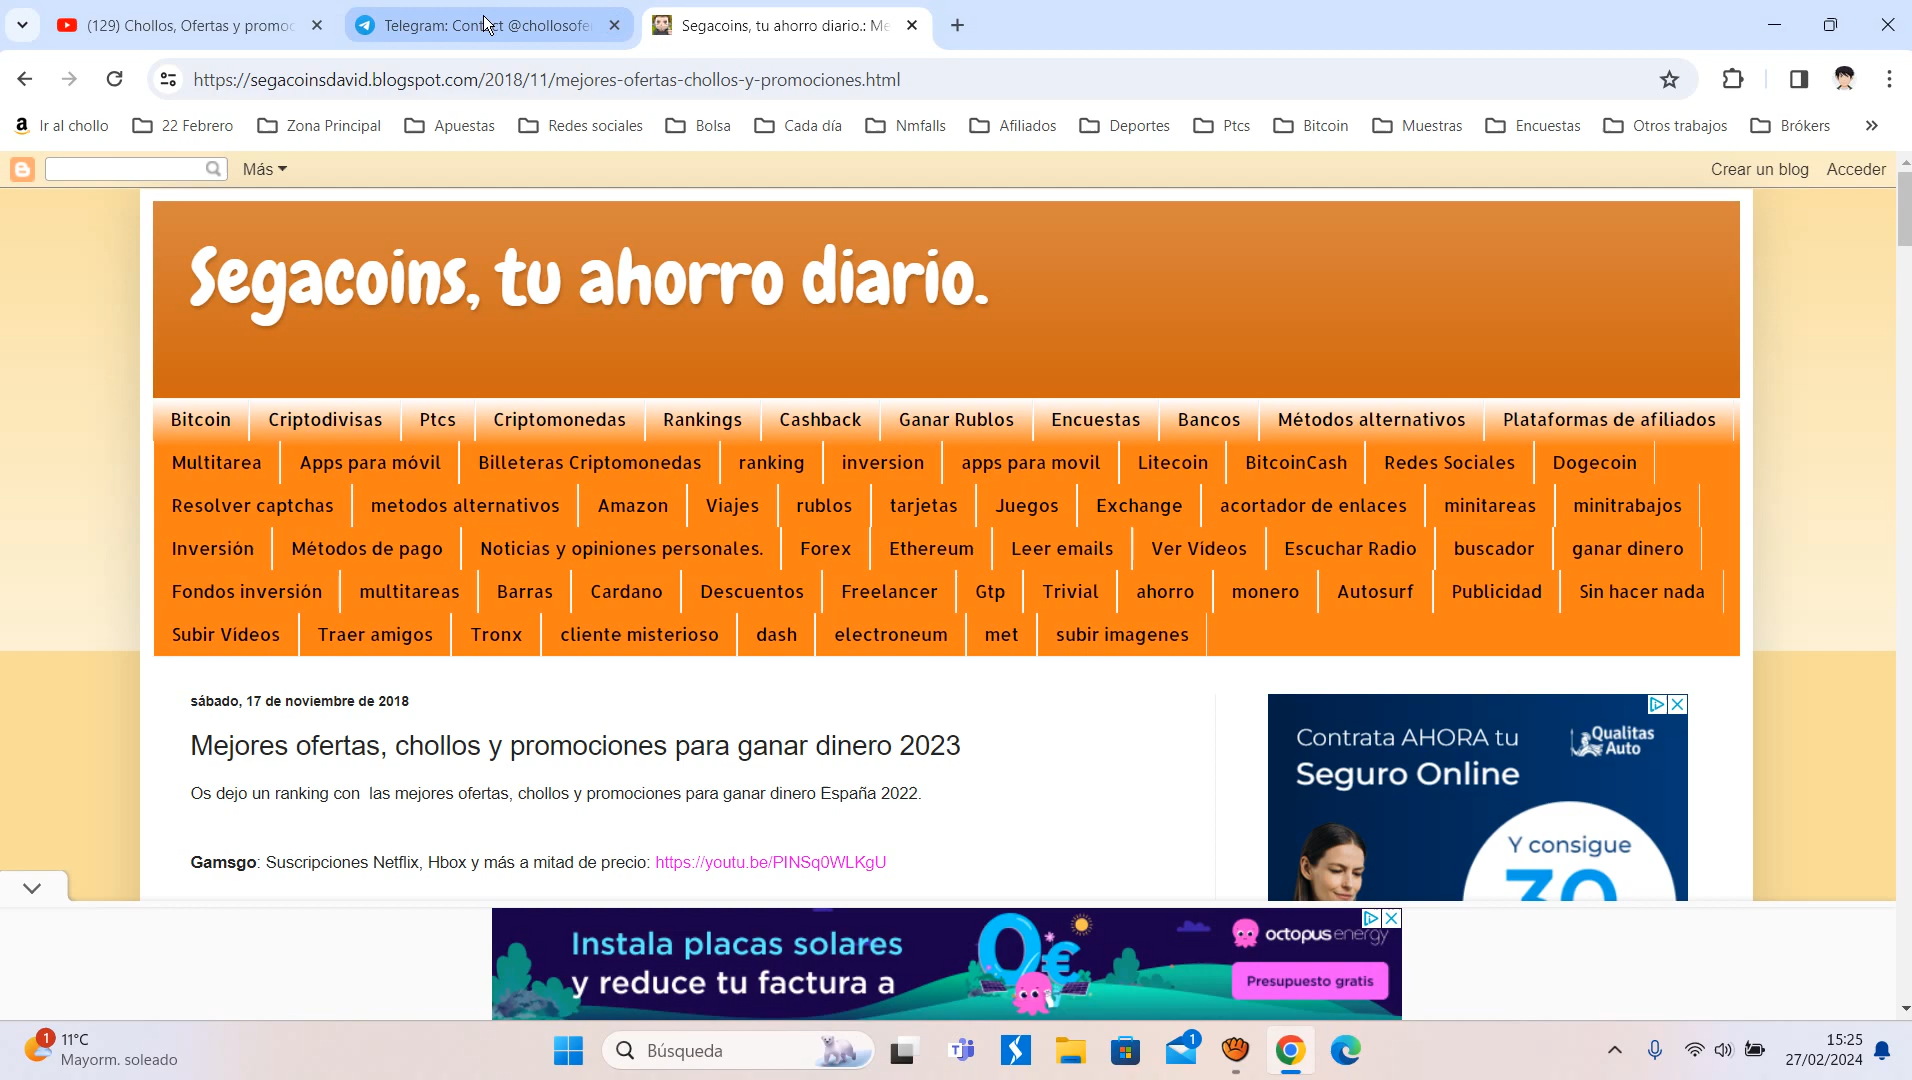 (129) Chollos, Ofertas y promoc
Telegram: Contact @chollosofe
Segacoins, tu ahorro diario.: Me
https://segacoinsdavid.blogspot.com/2018/11/mejores-ofertas-chollos-y-promociones.html
Ir al chollo 22 Febrero Zona Principal Apuestas Redes sociales Bolsa Cada día Nmfalls Afiliados Deportes Ptcs Bitcoin Muestras Encuestas Otros trabajos Brókers »
Más Crear un blog Acceder
Segacoins, tu ahorro diario.
Bitcoin Criptodivisas Ptcs Criptomonedas Rankings Cashback Ganar Rublos Encuestas Bancos Métodos alternativos Plataformas de afiliados
Multitarea Apps para móvil Billeteras Criptomonedas ranking inversion apps para movil Litecoin BitcoinCash Redes Sociales Dogecoin
Resolver captchas metodos alternativos Amazon Viajes rublos tarjetas Juegos Exchange acortador de enlaces minitareas minitrabajos
Inversión Métodos de pago Noticias y opiniones personales. Forex Ethereum Leer emails Ver Vídeos Escuchar Radio buscador ganar dinero
Fondos inversión multitareas Barras Cardano Descuentos Freelancer Gtp Trivial ahorro monero Autosurf Publicidad Sin hacer nada
Subir Vídeos Traer amigos Tronx cliente misterioso dash electroneum met subir imagenes
sábado, 17 de noviembre de 2018
Mejores ofertas, chollos y promociones para ganar dinero 2023
Os dejo un ranking con las mejores ofertas, chollos y promociones para ganar dinero España 2022.
Gamsgo: Suscripciones Netflix, Hbox y más a mitad de precio: https://youtu.be/PINSq0WLKgU
Contrata AHORA tu
Seguro Online
Qualitas
Auto
Y consigue
30
Instala placas solares
y reduce tu factura a
0€
octopus energy
Presupuesto gratis
1
11°C
Mayorm. soleado
Búsqueda
1
15:25
27/02/2024